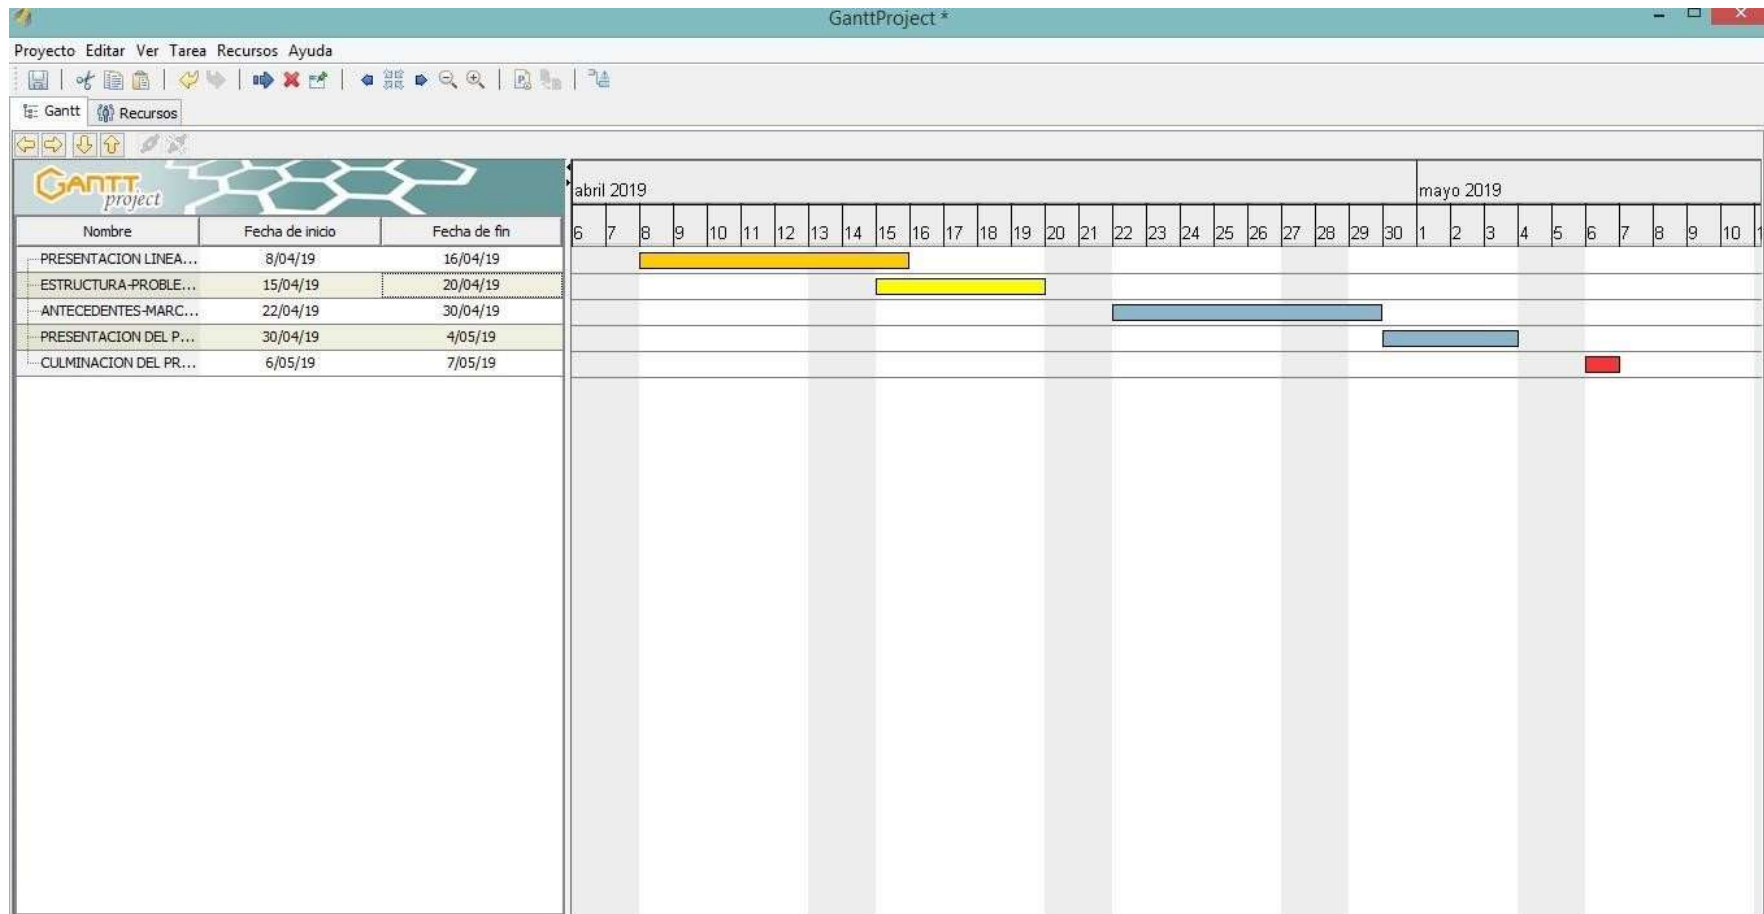 GanttProject *
Proyecto Editar Ver Tarea Recursos Ayuda
Gantt Recursos
GANTT project
abril 2019 mayo 2019
Nombre Fecha de inicio Fecha de fin
6 7 8 9 10 11 12 13 14 15 16 17 18 19 20 21 22 23 24 25 26 27 28 29 30 1 2 3 4 5 6 7 8 9 10
PRESENTACION LINEA... 8/04/19 16/04/19
ESTRUCTURA-PROBLE... 15/04/19 20/04/19
ANTECEDENTES-MARC... 22/04/19 30/04/19
PRESENTACION DEL P... 30/04/19 4/05/19
CULMINACION DEL PR... 6/05/19 7/05/19